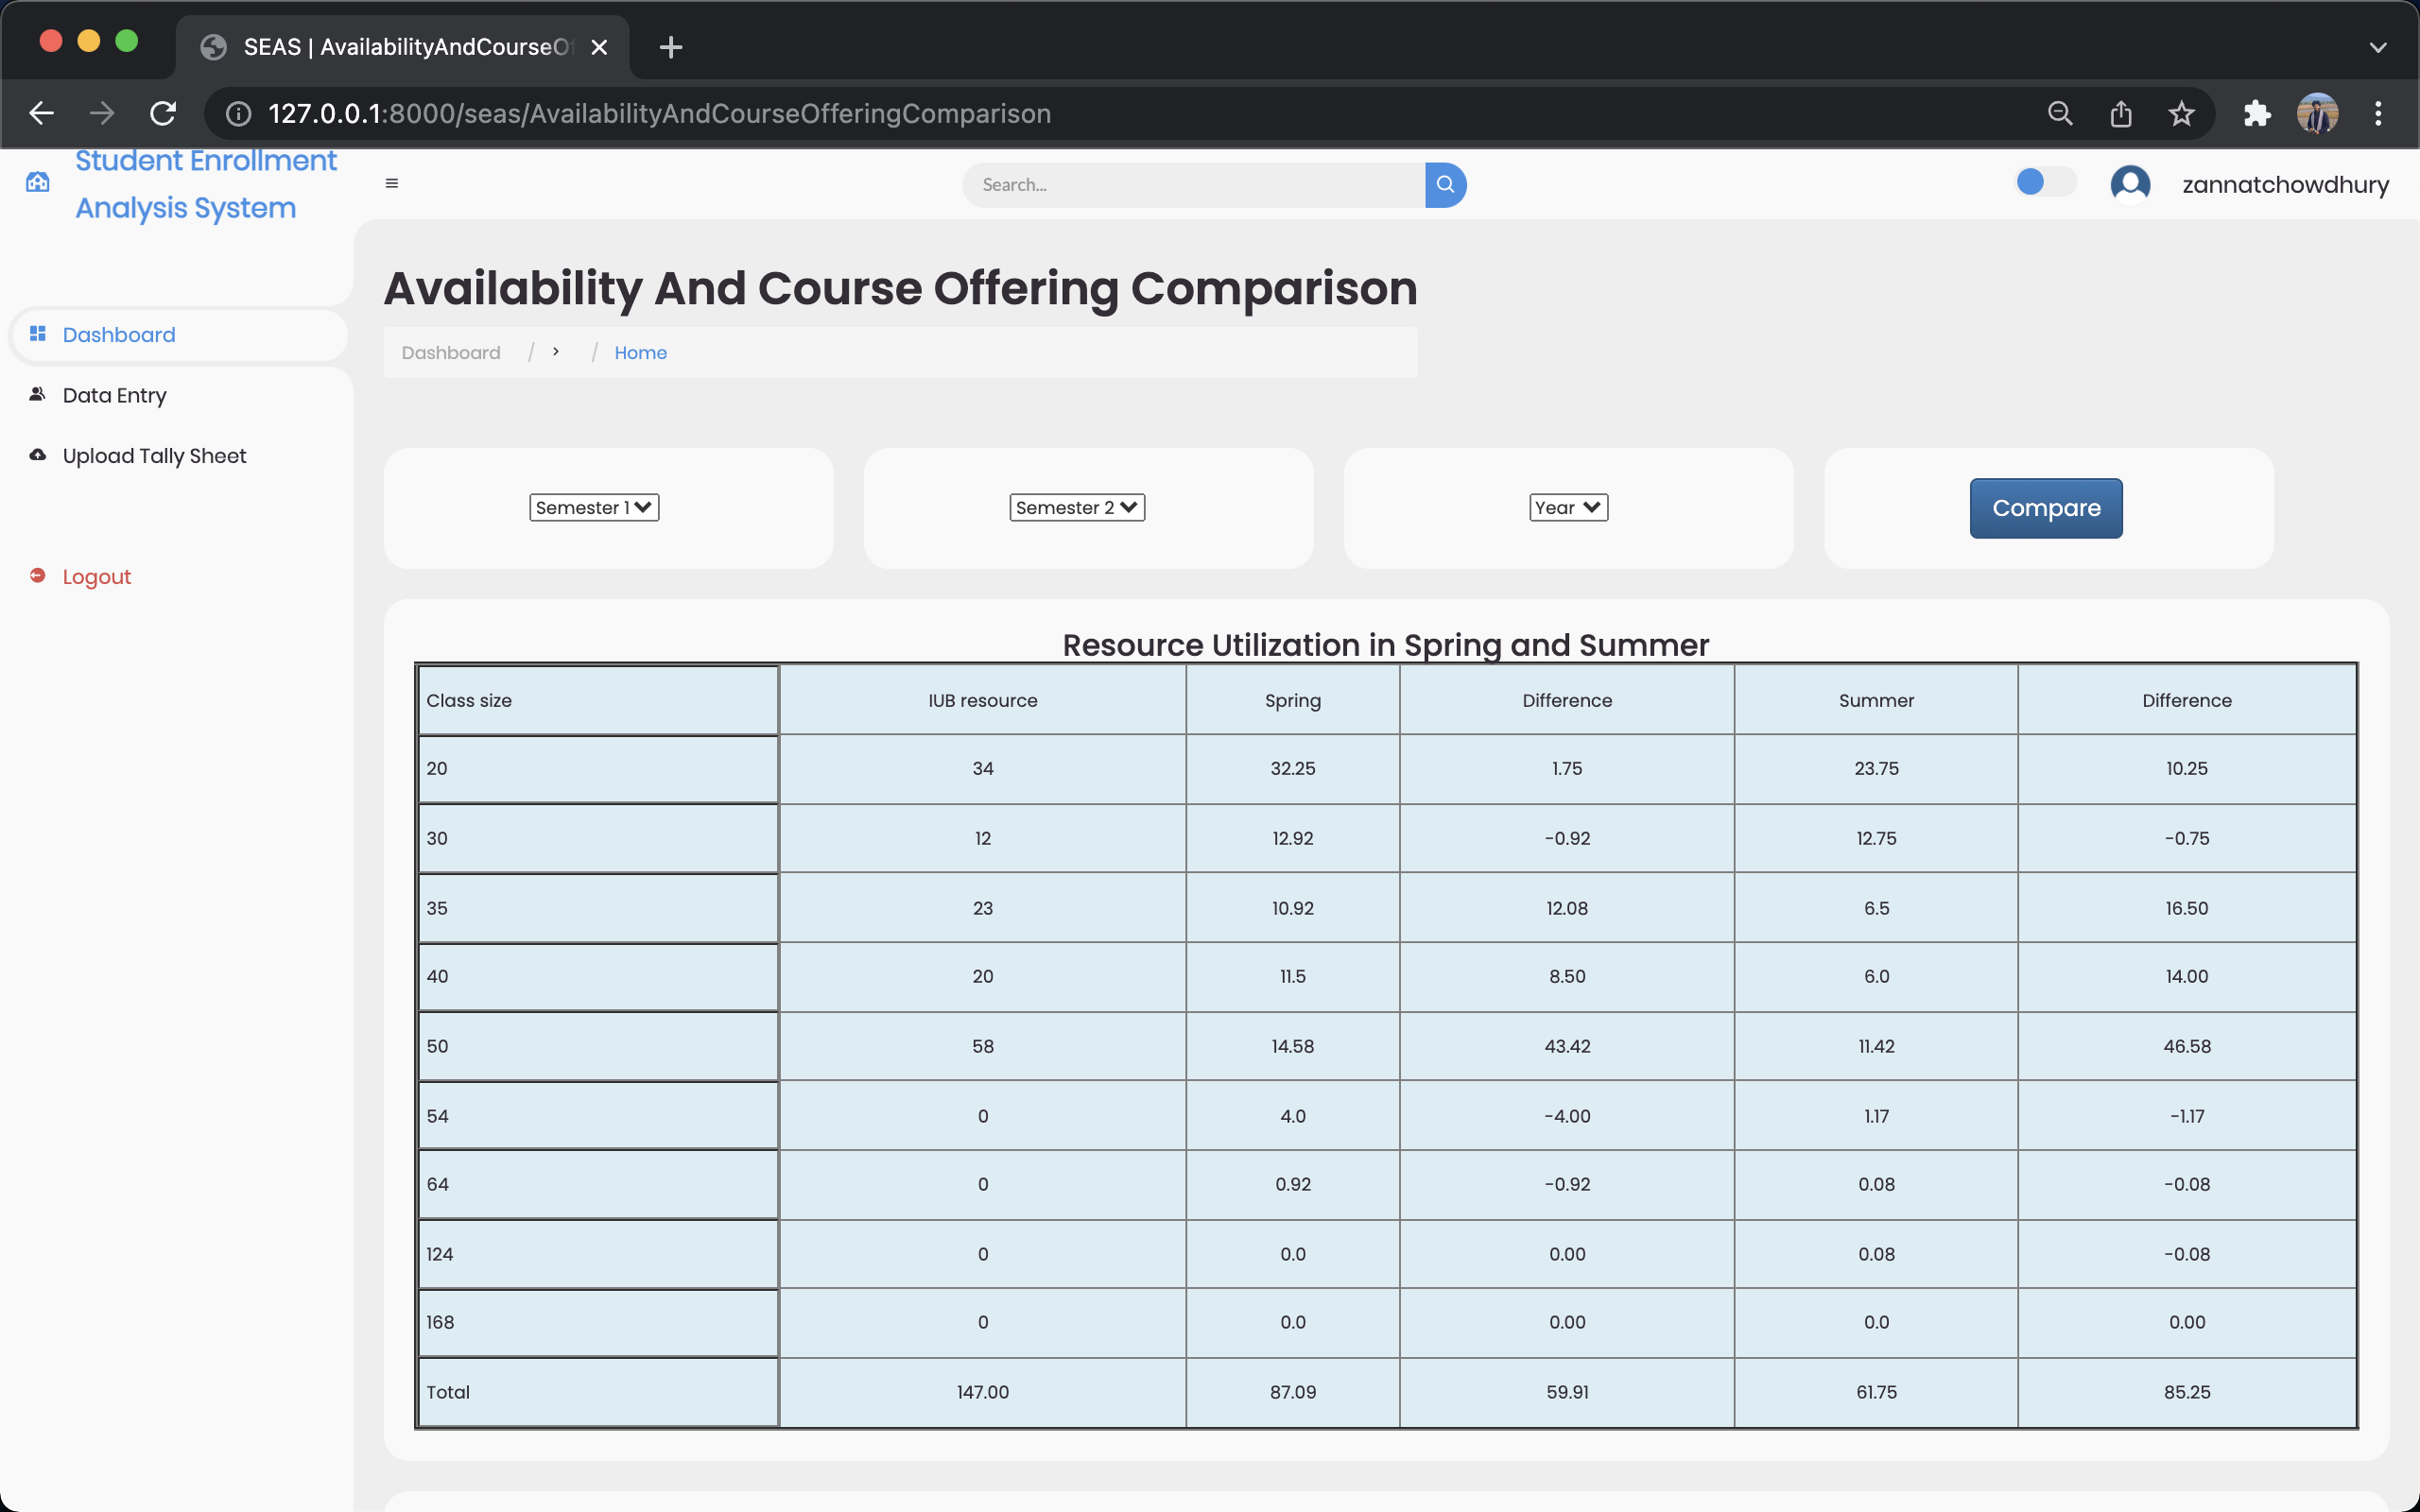 SEAS | AvailabilityAndCourseOf
127.0.0.1:8000/seas/AvailabilityAndCourseOfferingComparison
Student Enrollment
Analysis System
Search...
zannatchowdhury
Availability And Course Offering Comparison
Dashboard / › / Home
Dashboard
Data Entry
Upload Tally Sheet
Logout
Semester 1 Semester 2 Year Compare
Resource Utilization in Spring and Summer
Class size IUB resource Spring Difference Summer Difference
20 34 32.25 1.75 23.75 10.25
30 12 12.92 -0.92 12.75 -0.75
35 23 10.92 12.08 6.5 16.50
40 20 11.5 8.50 6.0 14.00
50 58 14.58 43.42 11.42 46.58
54 0 4.0 -4.00 1.17 -1.17
64 0 0.92 -0.92 0.08 -0.08
124 0 0.0 0.00 0.08 -0.08
168 0 0.0 0.00 0.0 0.00
Total 147.00 87.09 59.91 61.75 85.25